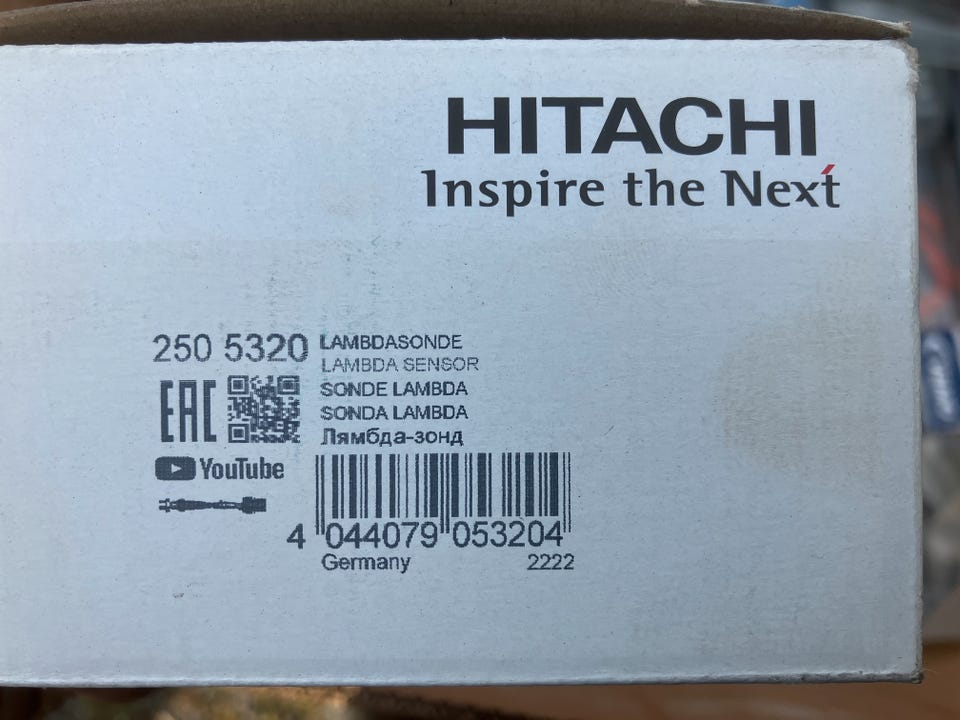 HITACHI
Inspire the Next
250 5320
LAMBDASONDE
LAMBDA SENSOR
SONDE LAMBDA
SONDA LAMBDA
Лямбда-зонд
EAC
YouTube
4 044079 053204
Germany 2222